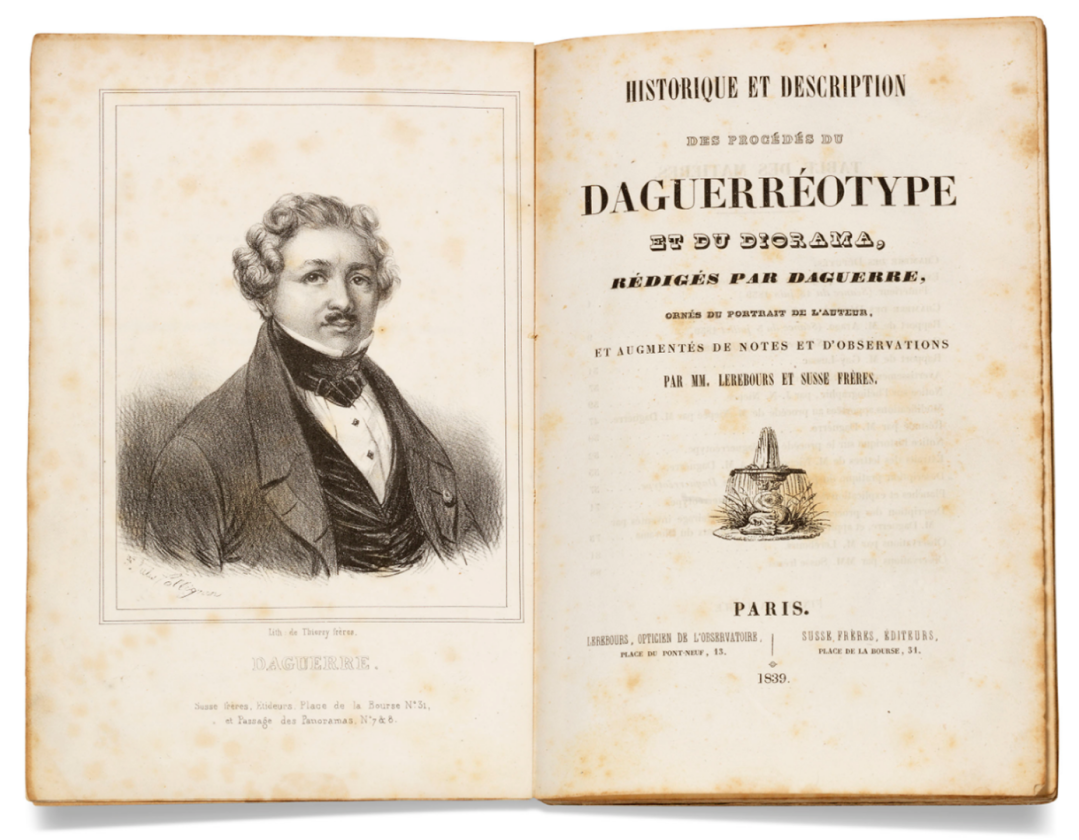 Lith. de Thierry frères.
DAGUERRE.
Susse frères, Editeurs, Place de la Bourse N.º 31,
et Passage des Panoramas, N.º 7 & 8.
HISTORIQUE ET DESCRIPTION
DES PROCÉDÉS DU
DAGUERRÉOTYPE
ET DU DIORAMA,
RÉDIGÉS PAR DAGUERRE,
ORNÉS DU PORTRAIT DE L'AUTEUR,
ET AUGMENTÉS DE NOTES ET D'OBSERVATIONS
PAR MM. LEREBOURS ET SUSSE FRÈRES.
PARIS.
LEREBOURS, OPTICIEN DE L'OBSERVATOIRE.
PLACE DU PONT-NEUF, 13.
SUSSE, FRÈRES, ÉDITEURS,
PLACE DE LA BOURSE, 31.
1839.